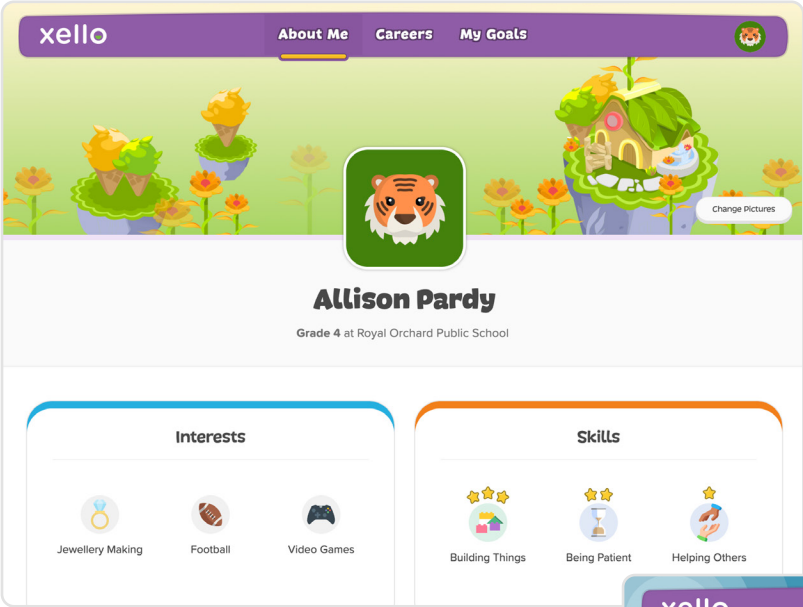 xello About Me Careers My Goals
Change Pictures
Allison Pardy
Grade 4 at Royal Orchard Public School
Interests
Jewellery Making Football Video Games
Skills
Building Things Being Patient Helping Others
xello